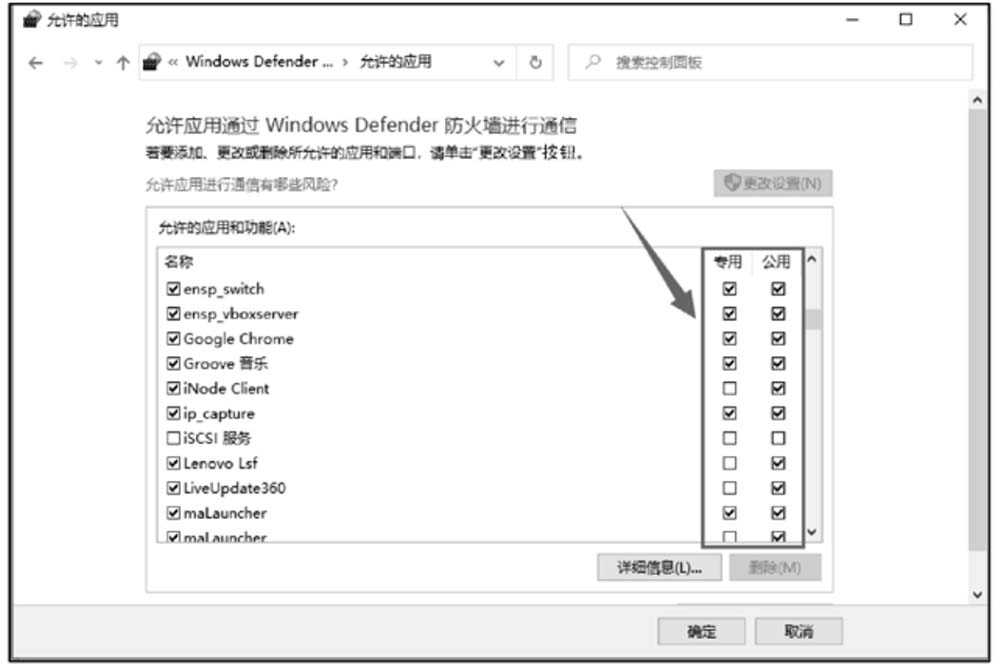 允许的应用
« Windows Defender ... › 允许的应用
搜索控制面板
允许应用通过 Windows Defender 防火墙进行通信
若要添加、更改或删除所允许的应用和端口，请单击"更改设置"按钮。
允许应用进行通信有哪些风险?
更改设置(N)
允许的应用和功能(A):
名称 专用 公用
ensp_switch
ensp_vboxserver
Google Chrome
Groove 音乐
iNode Client
ip_capture
iSCSI 服务
Lenovo Lsf
LiveUpdate360
maLauncher
maLauncher
详细信息(L)... 删除(M)
确定 取消